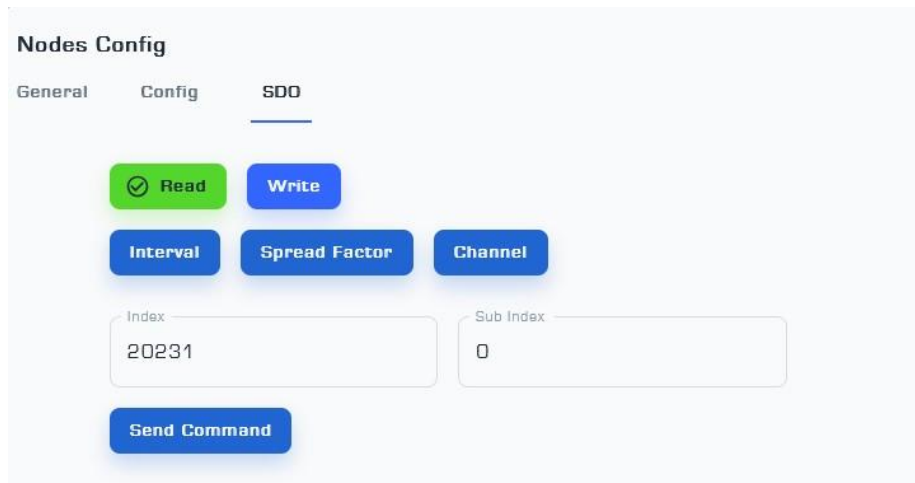 Nodes Config
General Config SDO
Read Write
Interval Spread Factor Channel
Index Sub Index
20231 0
Send Command